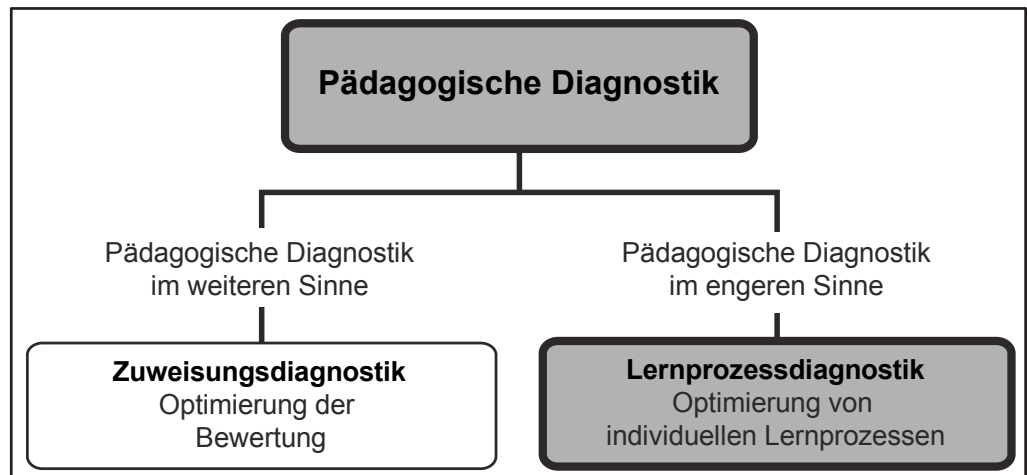 Pädagogische Diagnostik
Pädagogische Diagnostik
im weiteren Sinne
Pädagogische Diagnostik
im engeren Sinne
Zuweisungsdiagnostik
Optimierung der
Bewertung
Lernprozessdiagnostik
Optimierung von
individuellen Lernprozessen